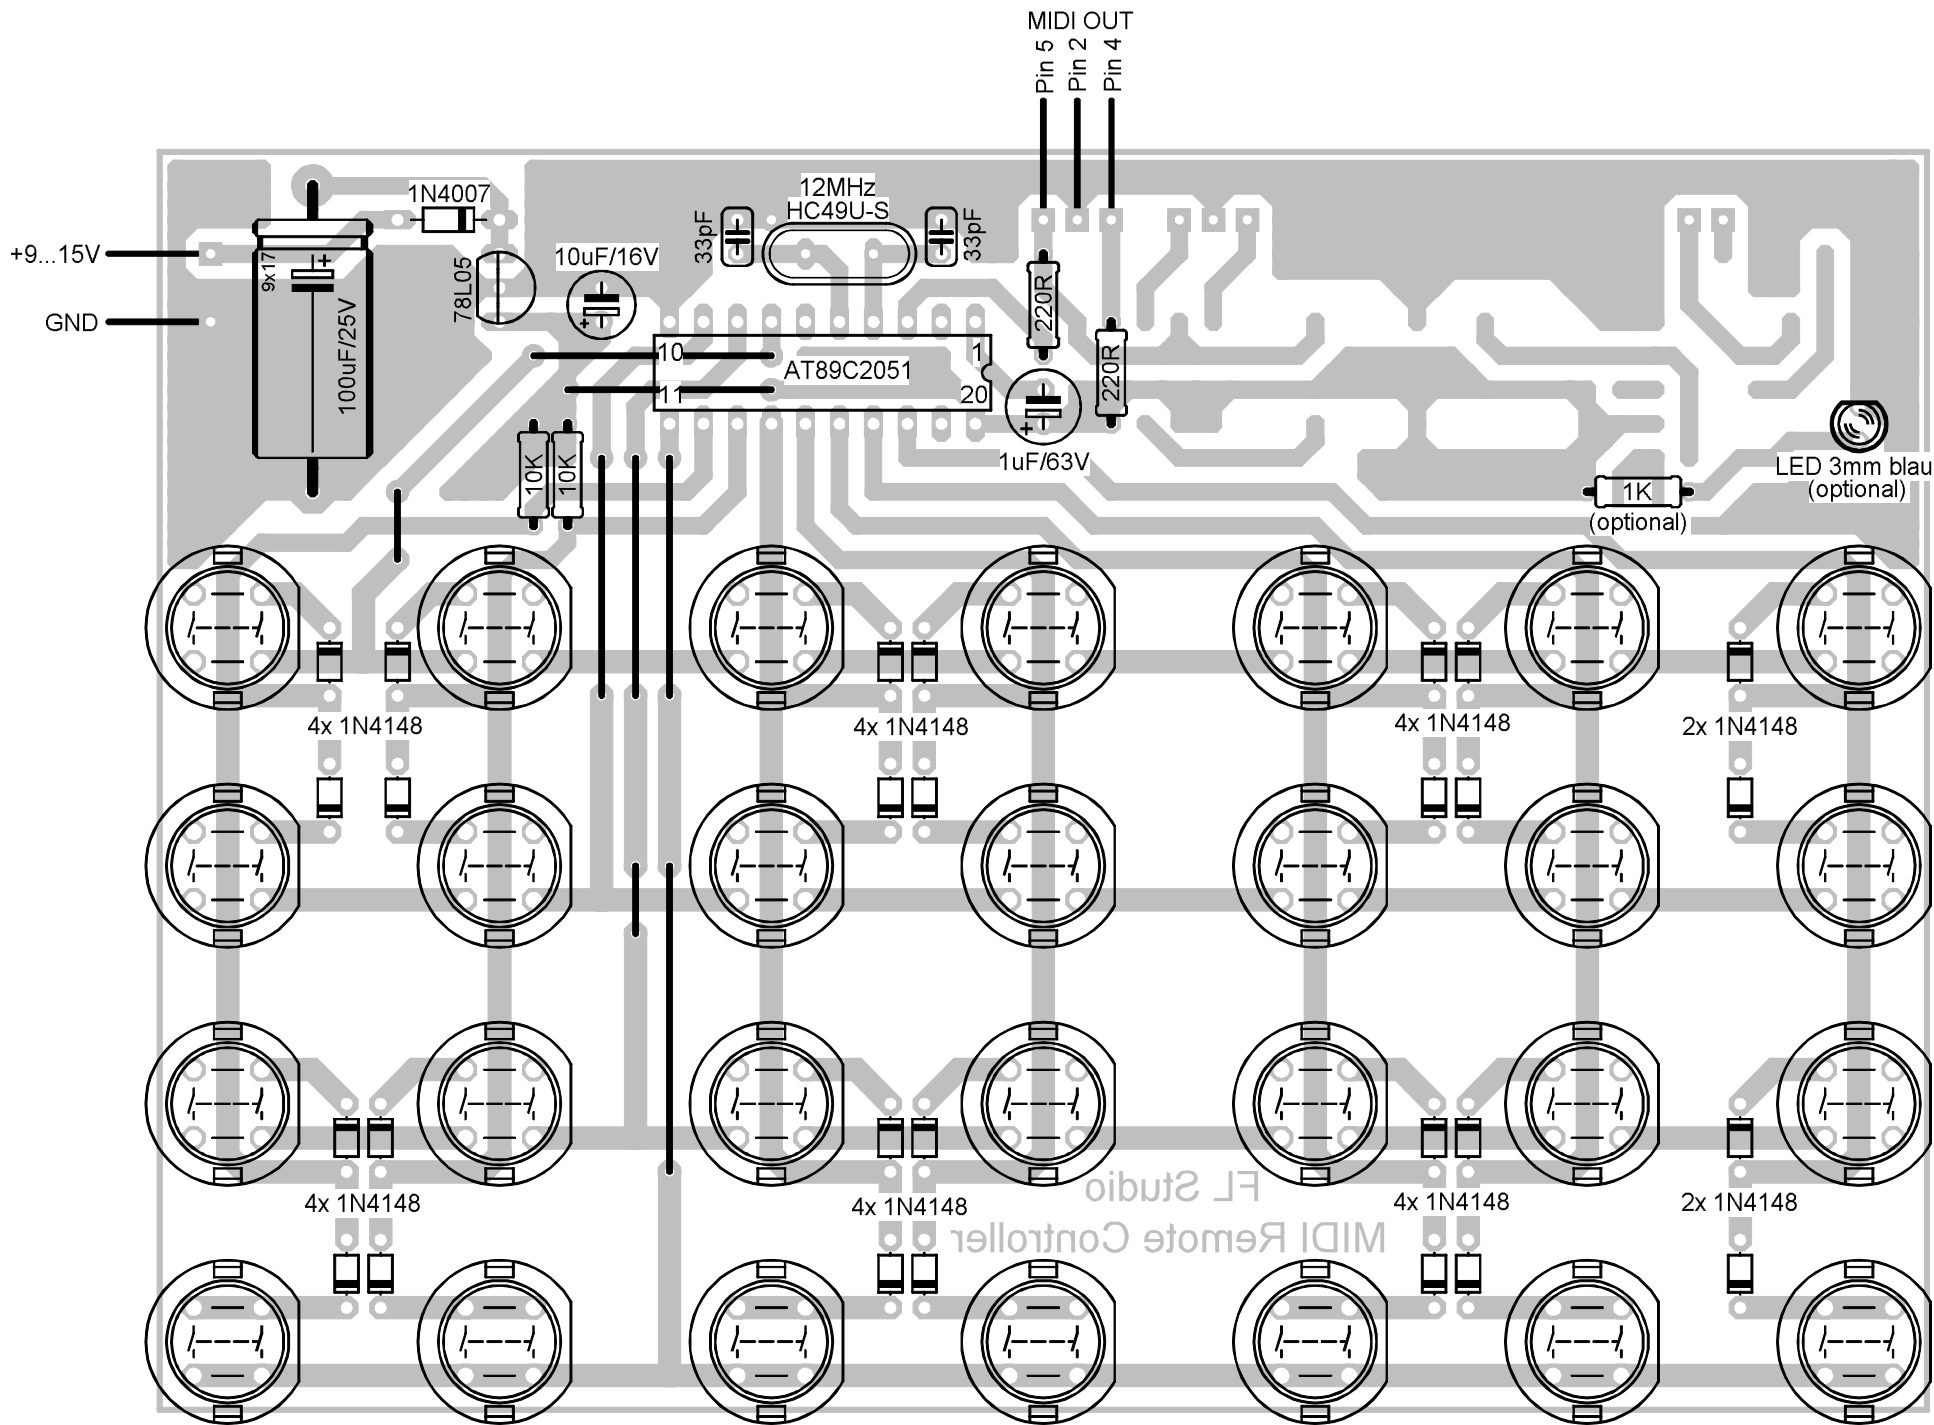 MIDI OUT
Pin 5
Pin 2
Pin 4
1N4007
12MHz
HC49U-S
33pF
33pF
+9...15V
9x17
+
78L05
10uF/16V
+
GND
100uF/25V
220R
10
1
AT89C2051
11
20
220R
+
1uF/63V
10K
10K
LED 3mm blau
(optional)
1K
(optional)
4x 1N4148
4x 1N4148
4x 1N4148
2x 1N4148
FL Studio
4x 1N4148
4x 1N4148
4x 1N4148
2x 1N4148
MIDI Remote Controller